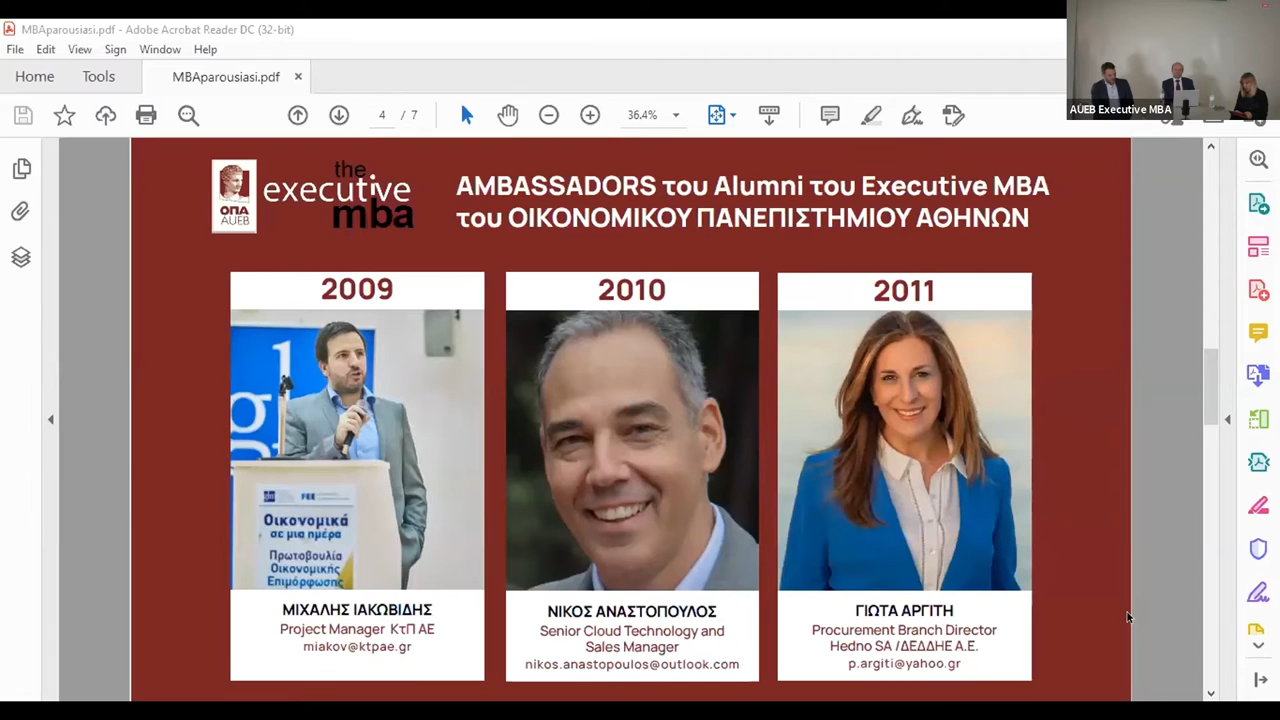 MBAparousiasi.pdf - Adobe Acrobat Reader DC (32-bit)
File Edit View Sign Window Help
Home Tools MBAparousiasi.pdf ×
4 / 7 36.4%
AUEB Executive MBA
ΟΠΑ
AUEB
the
executive
mba
AMBASSADORS του Alumni του Executive MBA
του ΟΙΚΟΝΟΜΙΚΟΥ ΠΑΝΕΠΙΣΤΗΜΙΟΥ ΑΘΗΝΩΝ
2009
gl
FEE
Οικονομικά
σε μια ημέρα
Πρωτοβουλία
Οικονομικής
Επιμόρφωσης
ΜΙΧΑΛΗΣ ΙΑΚΩΒΙΔΗΣ
Project Manager ΚτΠ ΑΕ
miakov@ktpae.gr
2010
ΝΙΚΟΣ ΑΝΑΣΤΟΠΟΥΛΟΣ
Senior Cloud Technology and
Sales Manager
nikos.anastopoulos@outlook.com
2011
ΓΙΩΤΑ ΑΡΓΙΤΗ
Procurement Branch Director
Hedno SA /ΔΕΔΔΗΕ Α.Ε.
p.argiti@yahoo.gr